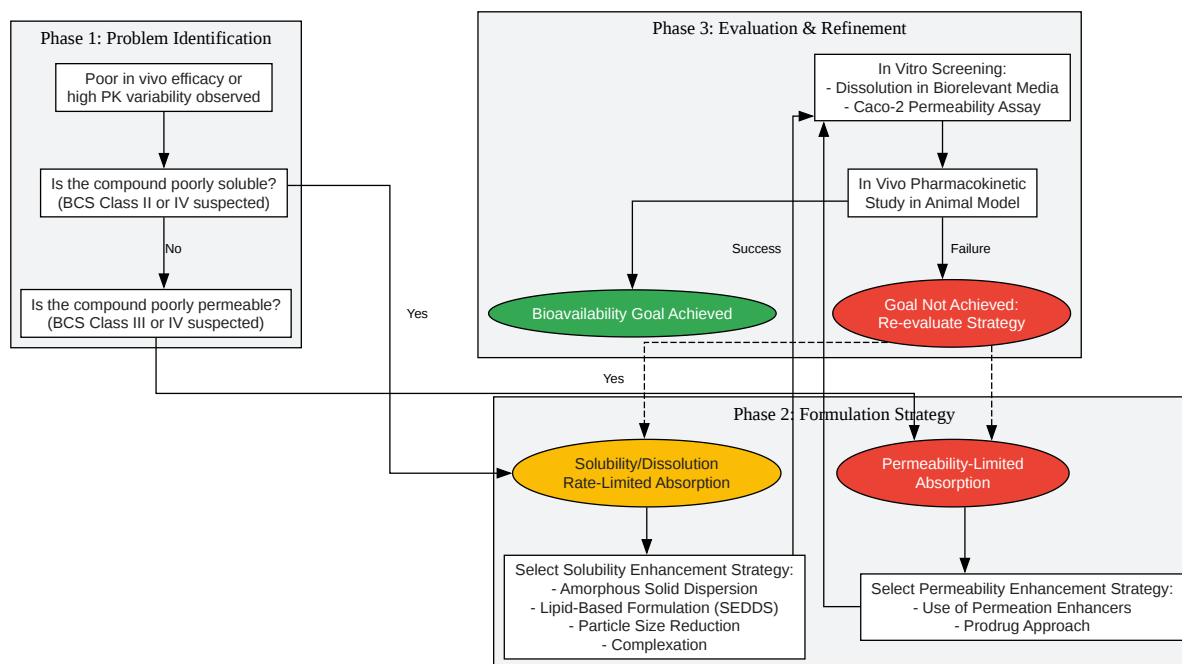 Phase 1: Problem Identification
Poor in vivo efficacy or
high PK variability observed
Is the compound poorly soluble?
(BCS Class II or IV suspected)
No
Is the compound poorly permeable?
(BCS Class III or IV suspected)
Yes
Yes
Phase 3: Evaluation & Refinement
In Vitro Screening:
- Dissolution in Biorelevant Media
- Caco-2 Permeability Assay
In Vivo Pharmacokinetic
Study in Animal Model
Success
Failure
Bioavailability Goal Achieved
Goal Not Achieved:
Re-evaluate Strategy
Phase 2: Formulation Strategy
Solubility/Dissolution
Rate-Limited Absorption
Permeability-Limited
Absorption
Select Solubility Enhancement Strategy:
- Amorphous Solid Dispersion
- Lipid-Based Formulation (SEDDS)
- Particle Size Reduction
- Complexation
Select Permeability Enhancement Strategy:
- Use of Permeation Enhancers
- Prodrug Approach